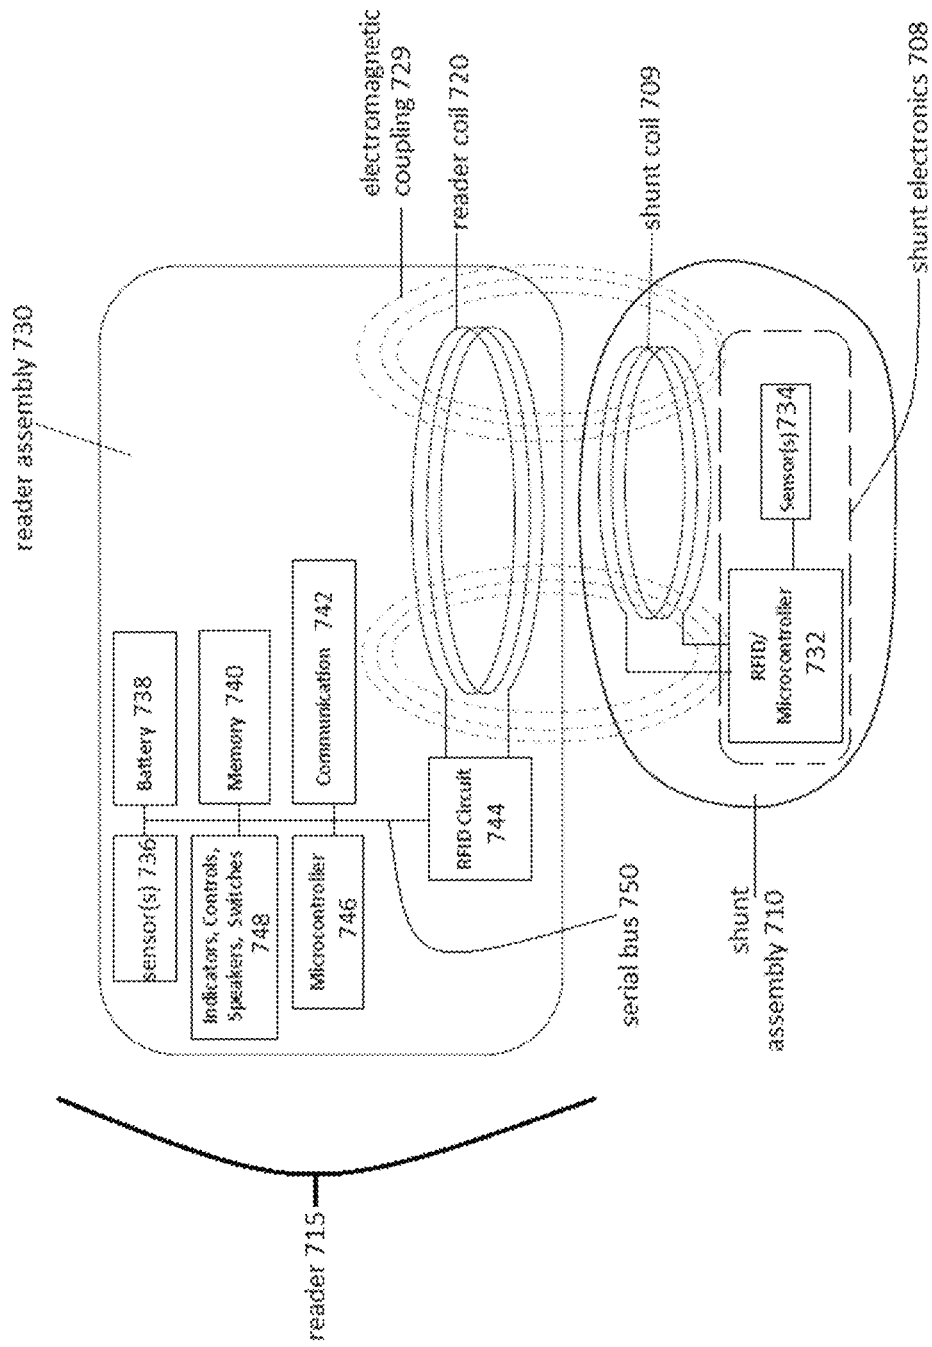 reader 715
reader assembly 730
sensor(s) 736
Battery 738
Indicators, Controls,
Speakers, Switches
748
Memory 740
Microcontroller
746
Communication 742
RFID Circuit
744
serial bus 750
electromagnetic
coupling 729
reader coil 720
shunt coil 709
shunt
assembly 710
RFID/
Microcontroller
732
Sensor(s) 734
shunt electronics 708